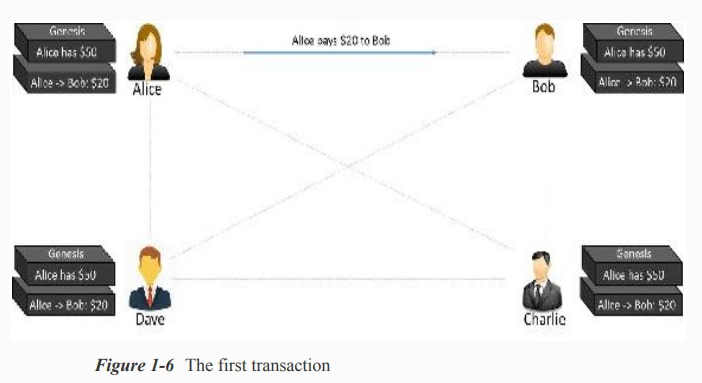 Genesis
Alice has $50
Alice -> Bob: $20
Alice
Alice pays $20 to Bob
Bob
Genesis
Alice has $50
Alice -> Bob: $20
Genesis
Alice has $50
Alice -> Bob: $20
Dave
Charlie
Genesis
Alice has $50
Alice -> Bob: $20
Figure 1-6 The first transaction